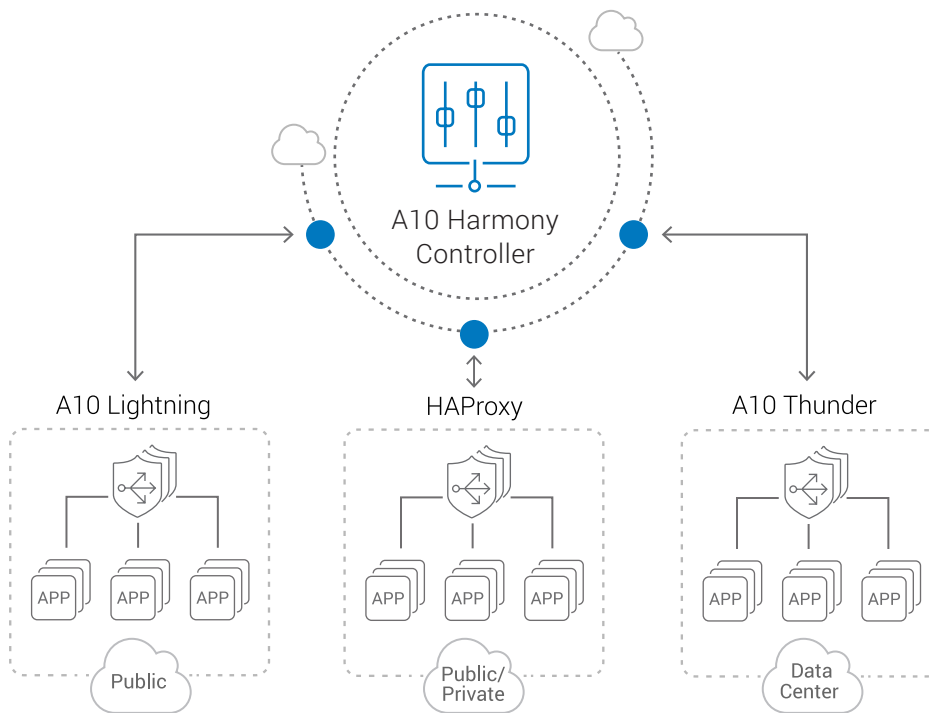 A10 Harmony
Controller
A10 Lightning
HAProxy
A10 Thunder
APP
APP
APP
APP
APP
APP
APP
APP
APP
Public
Public/
Private
Data
Center